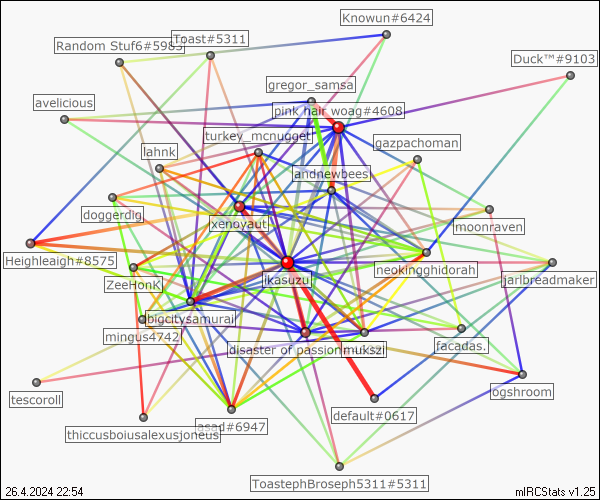 Knowun#6424
Toast#5311
Random Stuf6#5983
Duck™#9103
gregor_samsa
avelicious
pink hair woag#4608
turkey_mcnugget
gazpachoman
lahnk
andnewbees
doggerdig
xenoyaut
moonraven
Heighleaigh#8575
neokingghidorah
ZeeHonk
ikasuzu
jarlbreadmaker
bigcitysamurai
mingus4742
disaster of passion
mukszi
facadas.
tescoroll
ogshroom
default#0617
thiccusboiusalexusjoneus
asad#6947
ToastephBroseph5311#5311
26.4.2024 22:54
mIRCStats v1.25